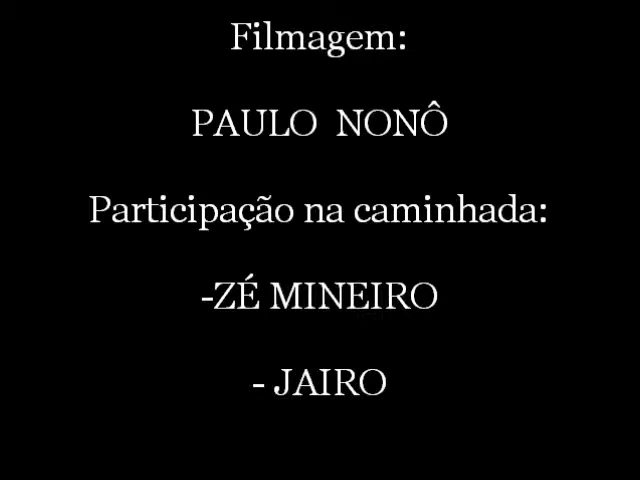 Filmagem:
PAULO NONÔ
Participação na caminhada:
-ZÉ MINEIRO
- JAIRO